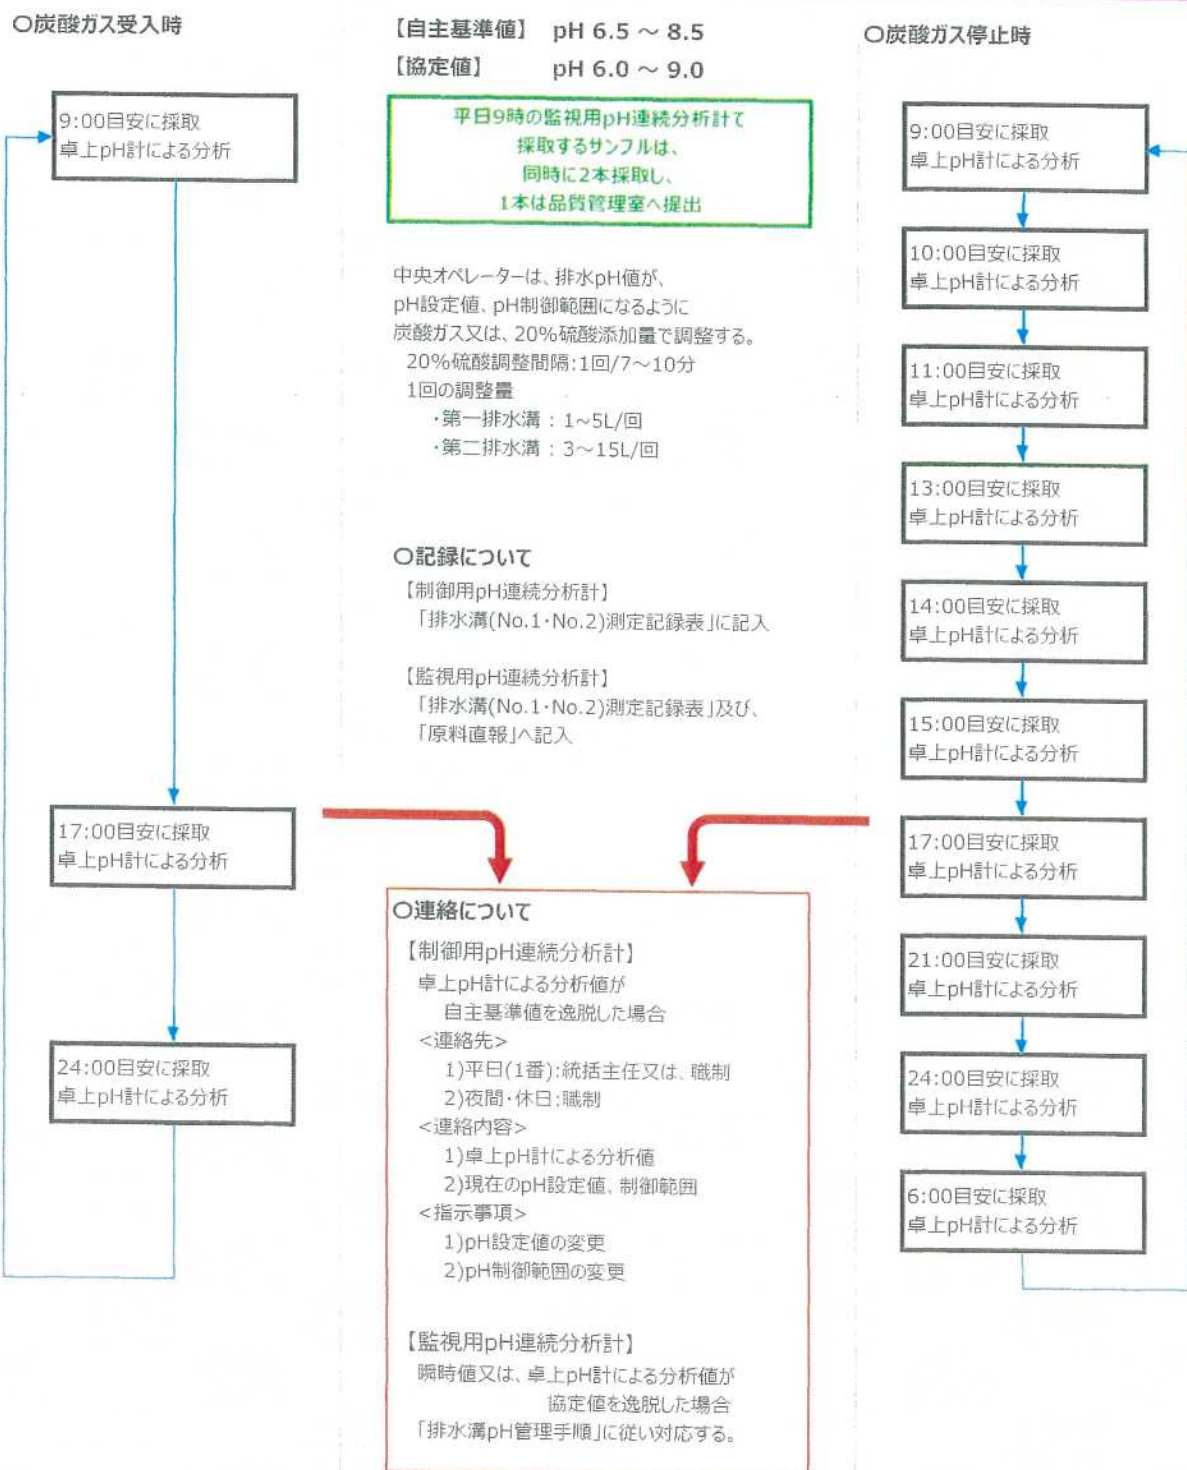 〇炭酸ガス受入時
9:00目安に採取
卓上pH計による分析
17:00目安に採取
卓上pH計による分析
24:00目安に採取
卓上pH計による分析
【自主基準値】 pH 6.5 ~ 8.5
【協定値】 pH 6.0 ~ 9.0
平日9時の監視用pH連続分析計て
採取するサンフルは、
同時に2本採取し、
1本は品質管理室へ提出
中央オペレーターは、排水pH値が、
pH設定値、pH制御範囲になるように
炭酸ガス又は、20%硫酸添加量で調整する。
20%硫酸調整間隔:1回/7~10分
1回の調整量
・第一排水溝 : 1~5L/回
・第二排水溝 : 3~15L/回
〇記録について
【制御用pH連続分析計】
「排水溝(No.1・No.2)測定記録表」に記入
【監視用pH連続分析計】
「排水溝(No.1・No.2)測定記録表」及び、
「原料直報」へ記入
〇連絡について
【制御用pH連続分析計】
卓上pH計による分析値が
自主基準値を逸脱した場合
<連絡先>
1)平日(1番):統括主任又は、職制
2)夜間・休日:職制
<連絡内容>
1)卓上pH計による分析値
2)現在のpH設定値、制御範囲
<指示事項>
1)pH設定値の変更
2)pH制御範囲の変更
【監視用pH連続分析計】
瞬時値又は、卓上pH計による分析値が
協定値を逸脱した場合
「排水溝pH管理手順」に従い対応する。
〇炭酸ガス停止時
9:00目安に採取
卓上pH計による分析
10:00目安に採取
卓上pH計による分析
11:00目安に採取
卓上pH計による分析
13:00目安に採取
卓上pH計による分析
14:00目安に採取
卓上pH計による分析
15:00目安に採取
卓上pH計による分析
17:00目安に採取
卓上pH計による分析
21:00目安に採取
卓上pH計による分析
24:00目安に採取
卓上pH計による分析
6:00目安に採取
卓上pH計による分析